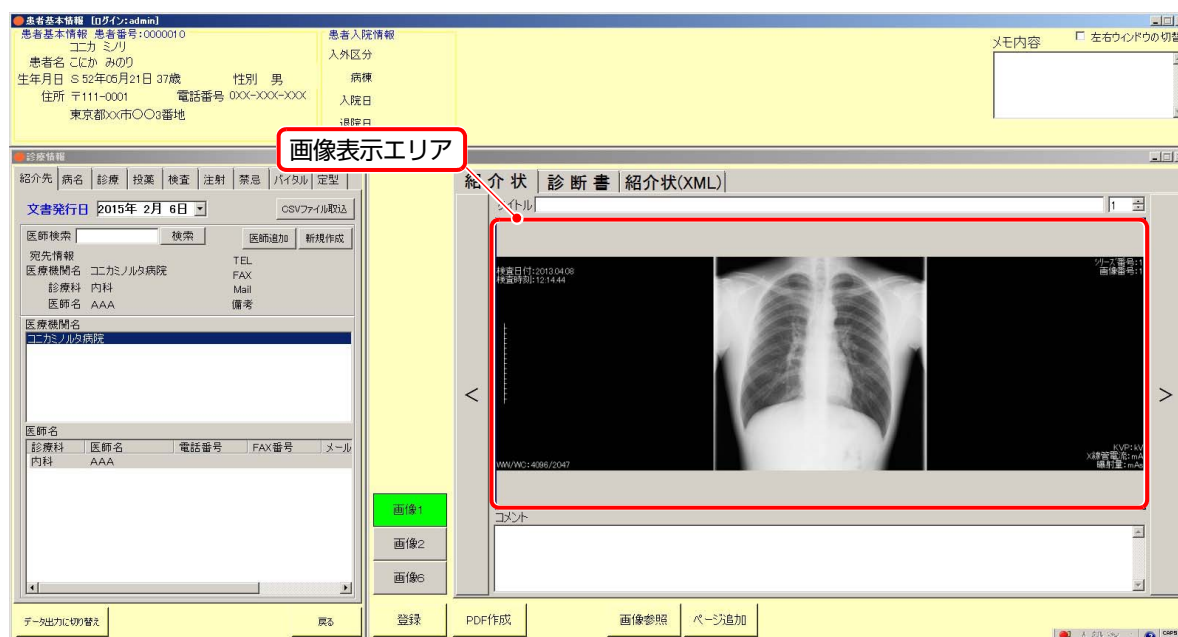 患者基本情報 [ログイン:admin]
患者基本情報 患者番号:0000010
コニカ ミノリ
患者名 こにか みのり
生年月日 S 52年05月21日 37歳 性別 男
住所 〒111-0001 電話番号 0XX-XXX-XXX
東京都xx市〇〇3番地
患者入院情報
入外区分
病棟
入院日
退院日
メモ内容
左右ウィンドウの切替
画像表示エリア
診療情報
紹介先 病名 診療 投薬 検査 注射 禁忌 バイタル 定型
文書発行日 2015年 2月 6日
CSVファイル取込
医師検索 検索 医師追加 新規作成
宛先情報
医療機関名 コニカミノルタ病院
診療科 内科
医師名 AAA
TEL
FAX
Mail
備考
医療機関名
コニカミノルタ病院
医師名
診療科 医師名 電話番号 FAX番号 メール
内科 AAA
データ出力に切り替え 戻る
画像1
画像2
画像6
登録
紹介状 診断書 紹介状(XML)
タイトル 1
検査日付:2013.04.08
検査時刻:12.14.44
シリーズ番号:1
画像番号:1
<
>
WW/WC: 4096/2047
KVP:kV
X線管電流:mA
曝射量:mAs
コメント
PDF作成 画像参照 ページ追加
CAPS